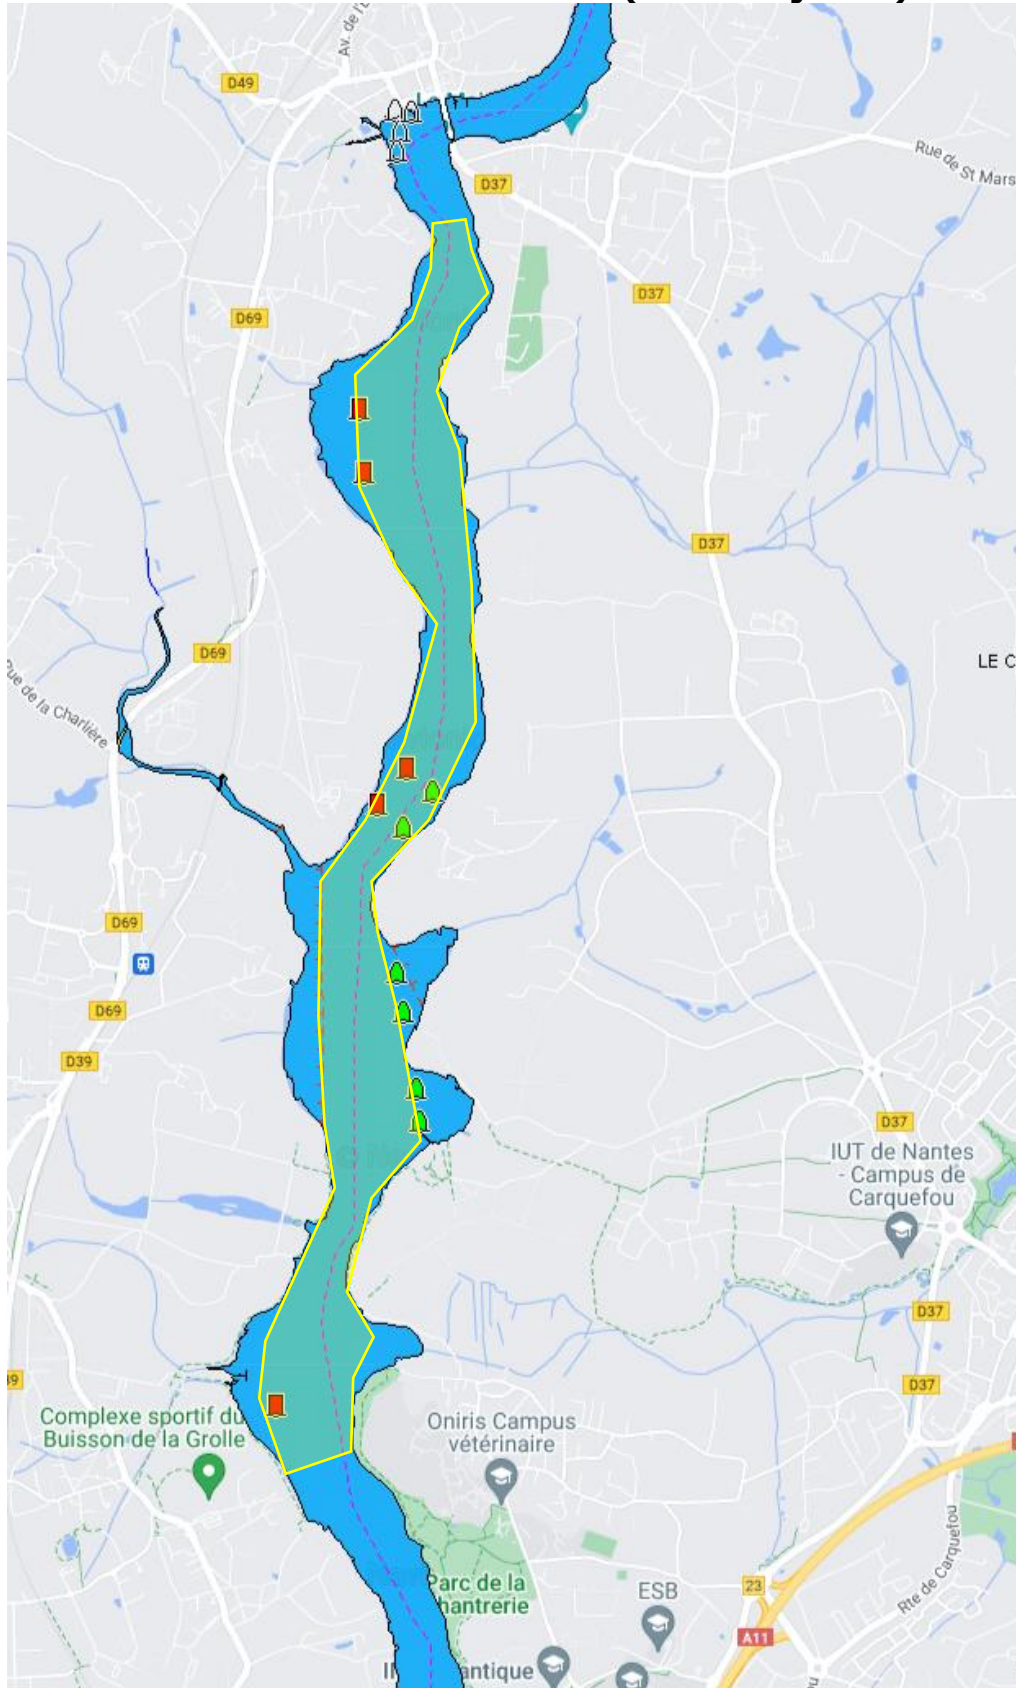 D49
D37
Rue de St Mars
D37
D69
D37
D69
Rue de la Charlière
LE C
D69
D69
D39
D37
IUT de Nantes
- Campus de
Carquefou
D37
D37
Complexe sportif du
Buisson de la Grolle
Oniris Campus
vétérinaire
Rte de Carquefou
Parc de la
hantrerie
ESB
23
A11
antique